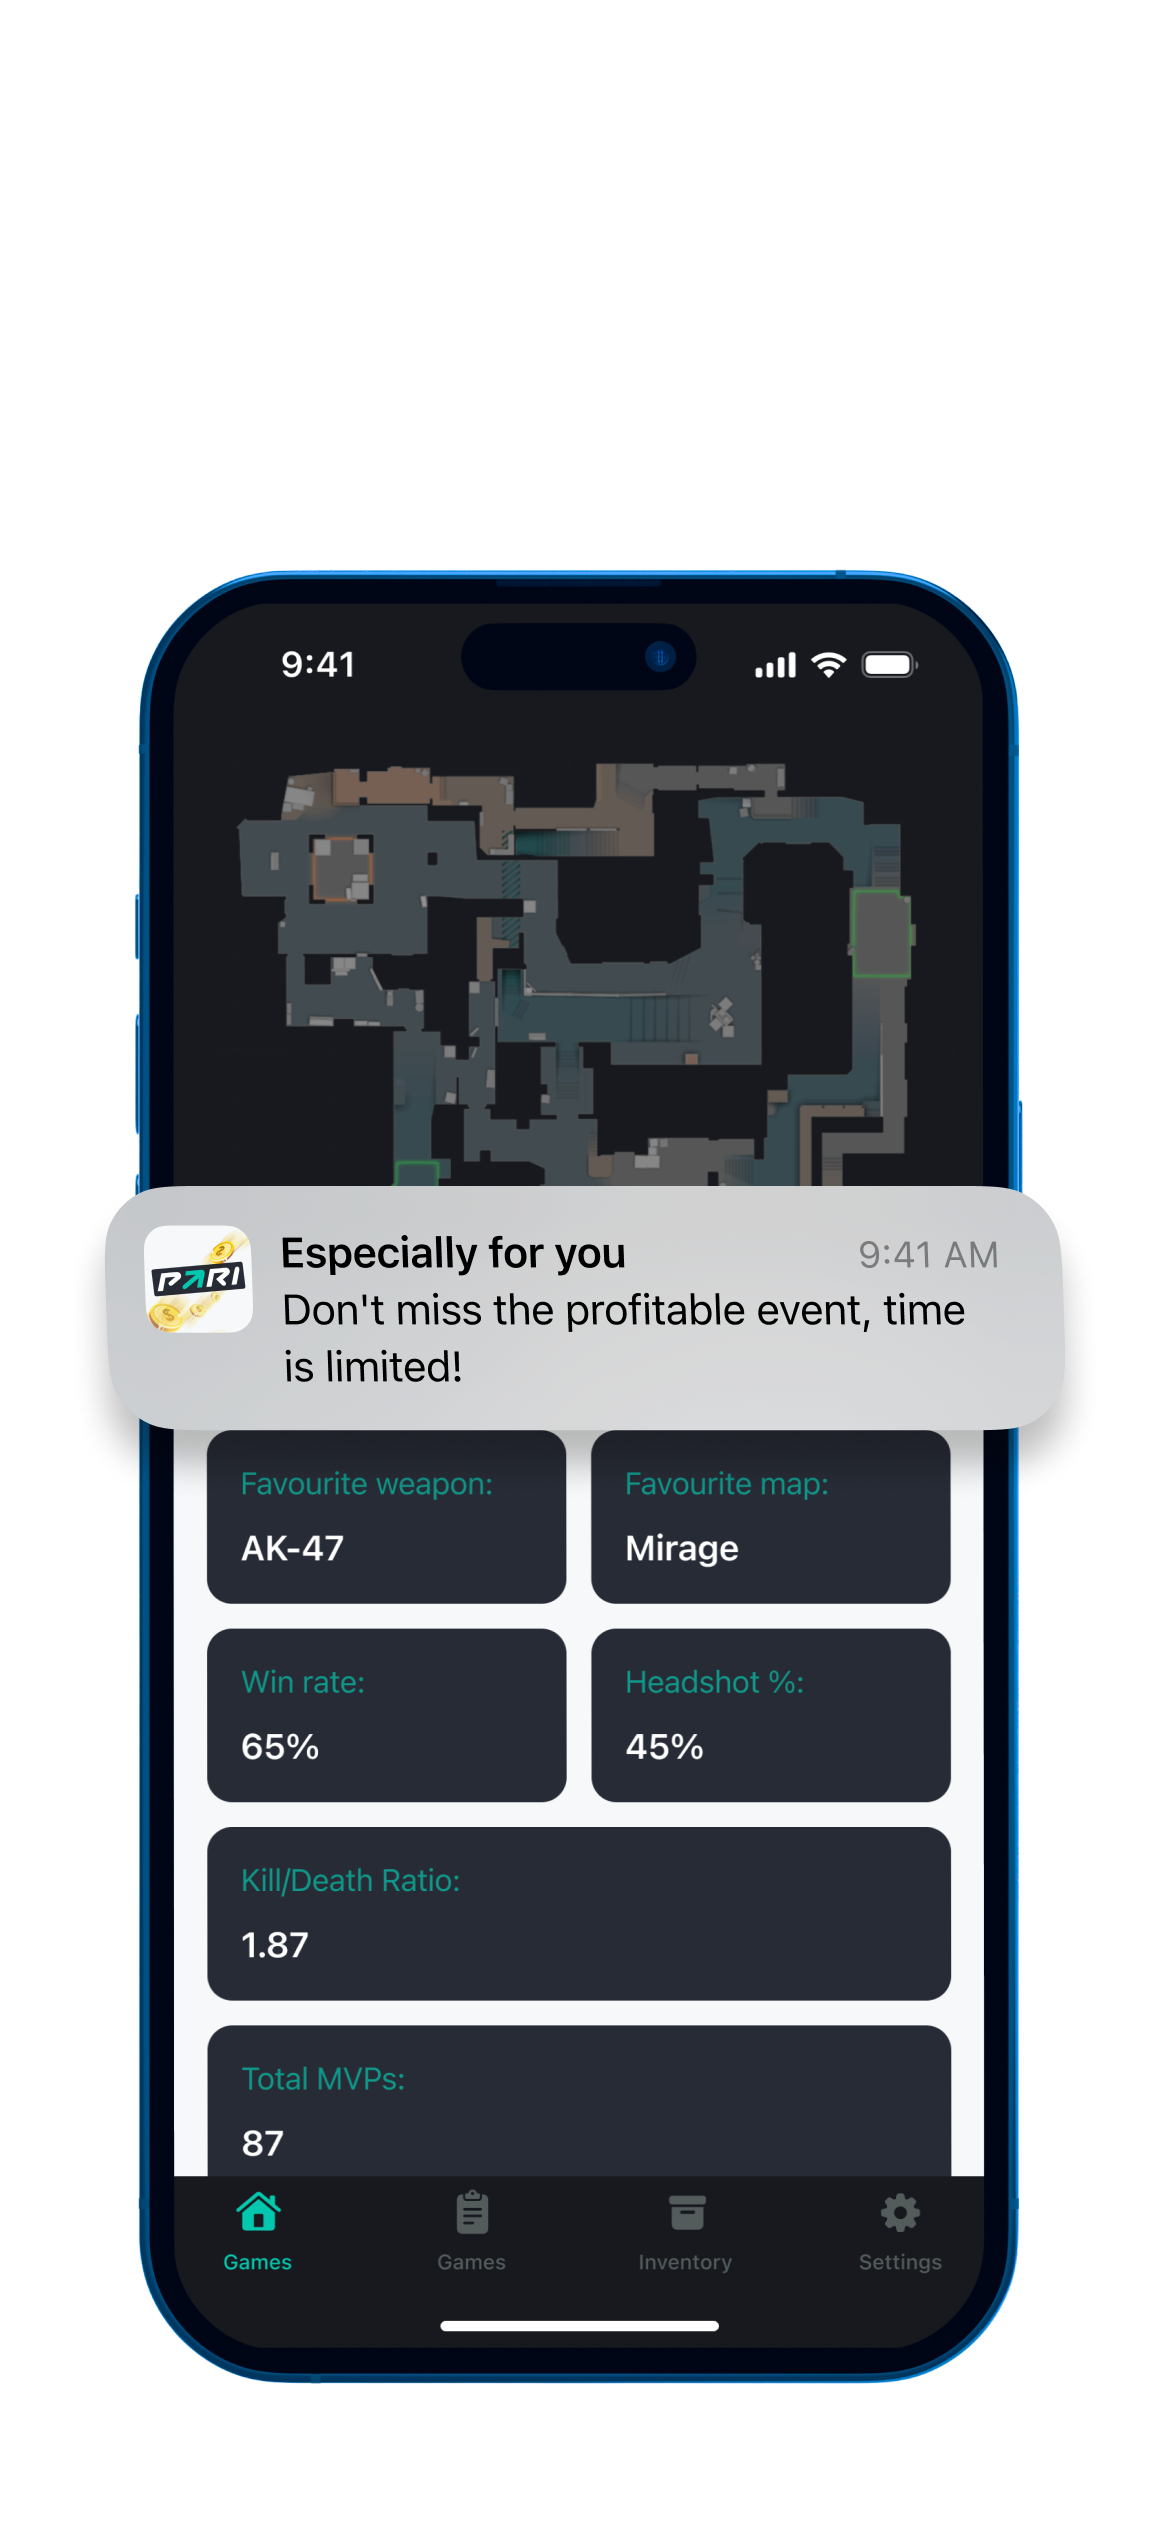 9:41
PARI
Especially for you
9:41 AM
Don't miss the profitable event, time
is limited!
Favourite weapon:
AK-47
Favourite map:
Mirage
Win rate:
65%
Headshot %:
45%
Kill/Death Ratio:
1.87
Total MVPs:
87
Games
Games
Inventory
Settings